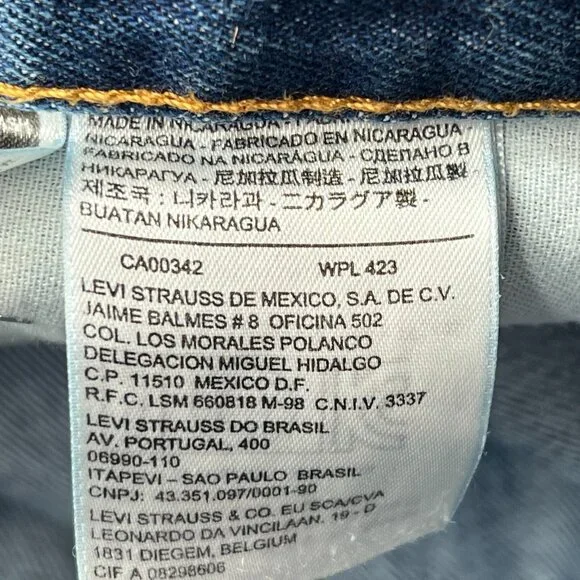 MADE IN NICARAGUA
NICARAGUA - FABRICADO EN NICARAGUA -
FABRICADO NA NICARÁGUA - СДЕЛАНО В
НИКАРАГУА - 尼加拉瓜制造 - 尼加拉瓜製 -
제조국 : 니카라과 - ニカラグア製 -
BUATAN NIKARAGUA
CA00342 WPL 423
LEVI STRAUSS DE MEXICO, S.A. DE C.V.
JAIME BALMES # 8 OFICINA 502
COL. LOS MORALES POLANCO
DELEGACION MIGUEL HIDALGO
C.P. 11510 MEXICO D.F.
R.F.C. LSM 660818 M-98 C.N.I.V. 3337
LEVI STRAUSS DO BRASIL
AV. PORTUGAL, 400
06990-110
ITAPEVI - SAO PAULO BRASIL
CNPJ: 43.351.097/0001-90
LEVI STRAUSS & CO. EU SCA/CVA
LEONARDO DA VINCILAAN. 19 - D
1831 DIEGEM, BELGIUM
CIF A 08298606